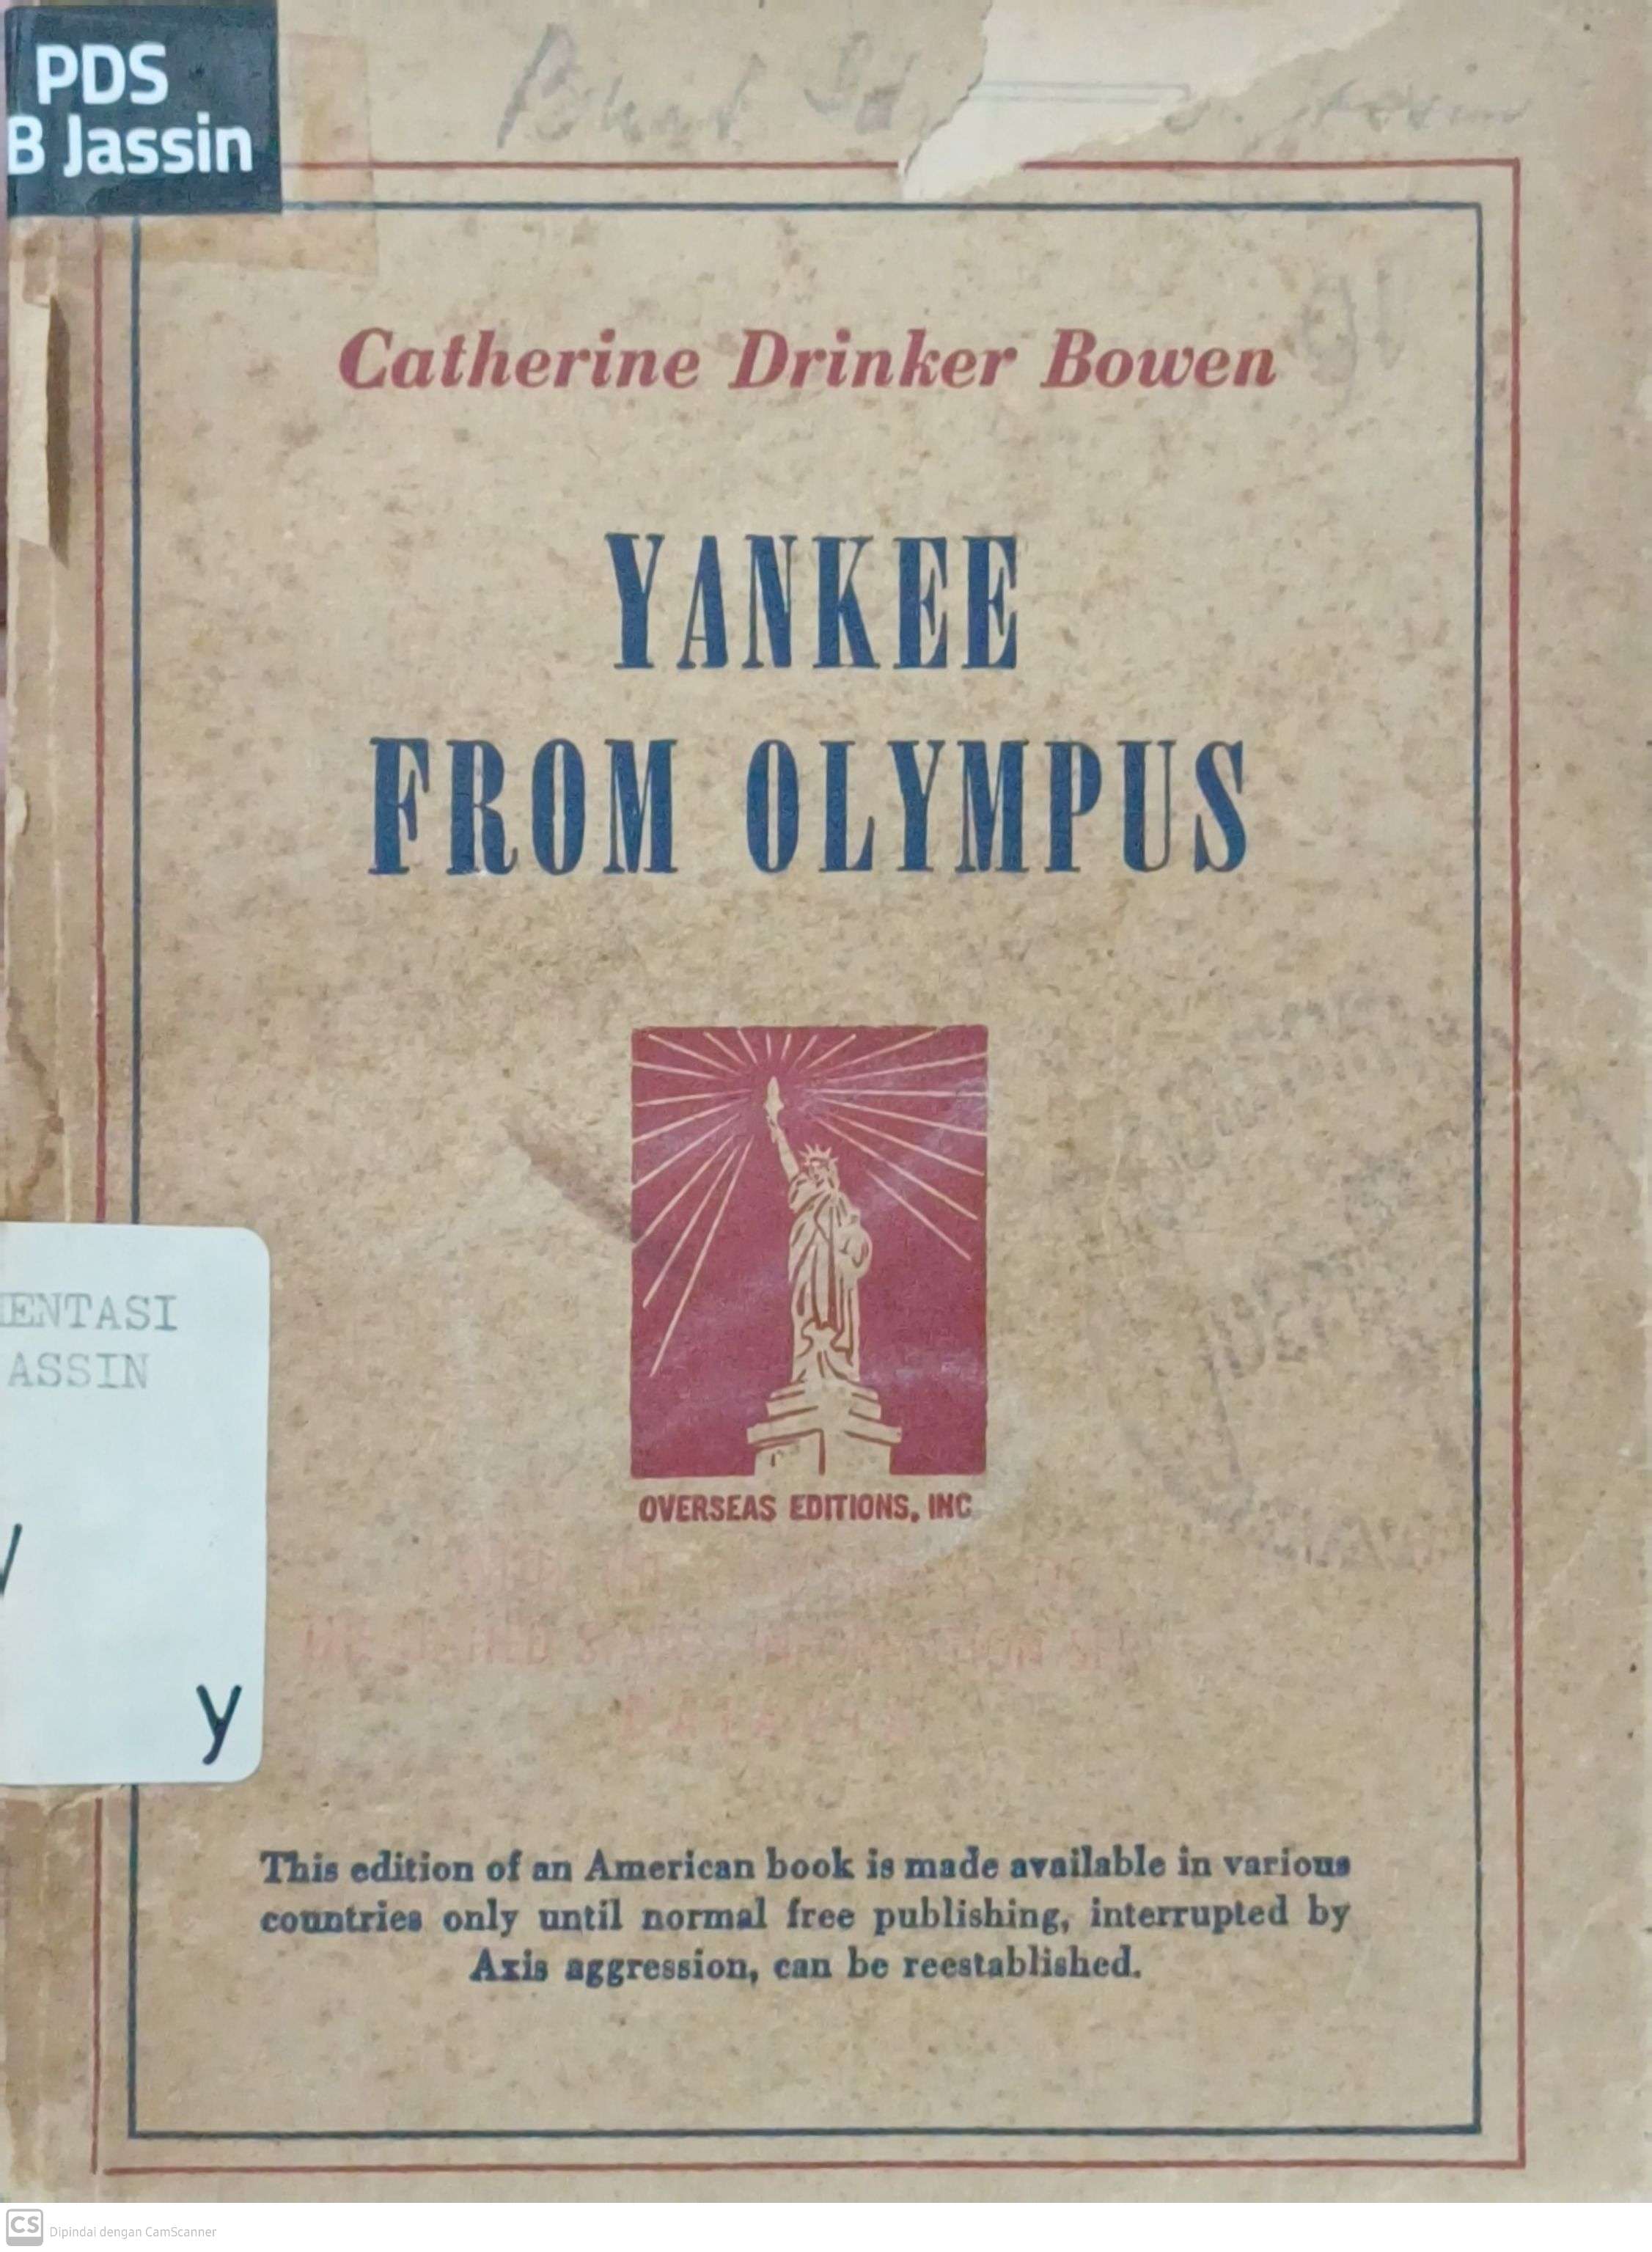 PDS
B Jassin
Catherine Drinker Bowen
YANKEE
FROM OLYMPUS
OVERSEAS EDITIONS, INC
ENTASI
ASSIN
y
This edition of an American book is made available in various
countries only until normal free publishing, interrupted by
Axis aggression, can be reestablished.
CS Dipindai dengan CamScanner